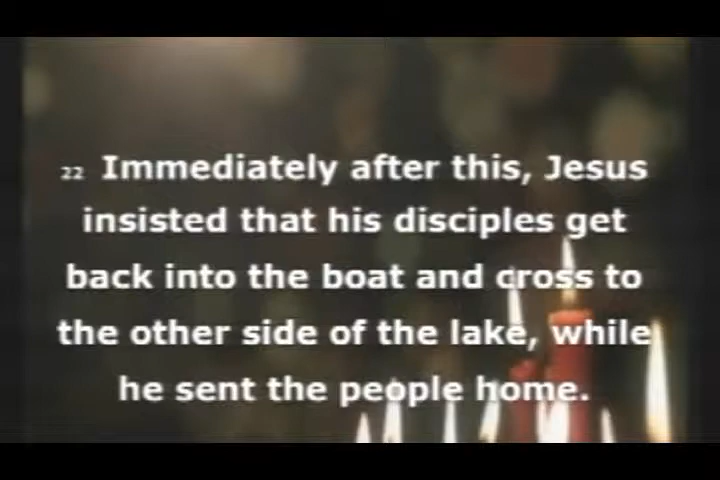 22 Immediately after this, Jesus
insisted that his disciples get
back into the boat and cross to
the other side of the lake, while
he sent the people home.